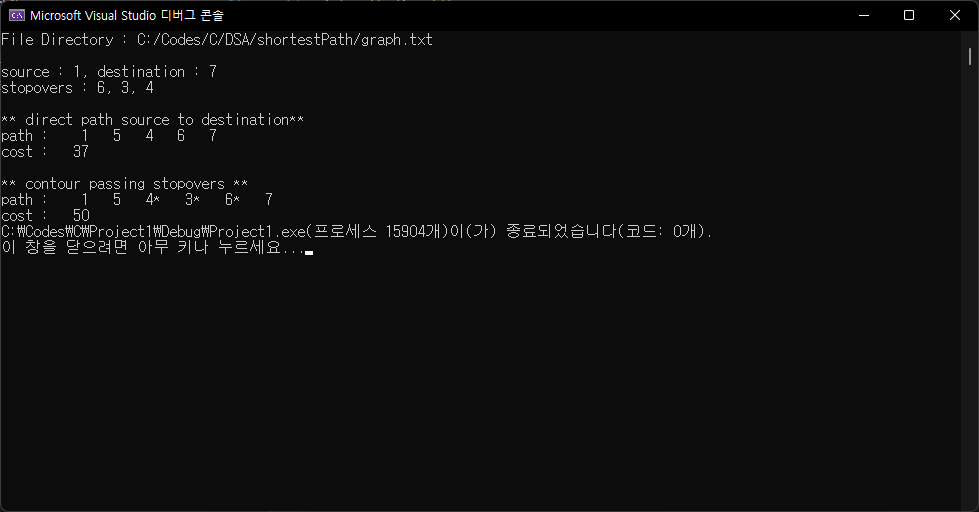 Microsoft Visual Studio 디버그 콘솔
File Directory : C:/Codes/C/DSA/shortestPath/graph.txt
source : 1, destination : 7
stopovers : 6, 3, 4
** direct path source to destination**
path :    1   5   4   6   7
cost :   37
** contour passing stopovers **
path :    1   5   4*   3*   6*   7
cost :   50
C:₩Codes₩C₩Project1₩Debug₩Project1.exe(프로세스 15904개)이(가) 종료되었습니다(코드: 0개).
이 창을 닫으려면 아무 키나 누르세요...